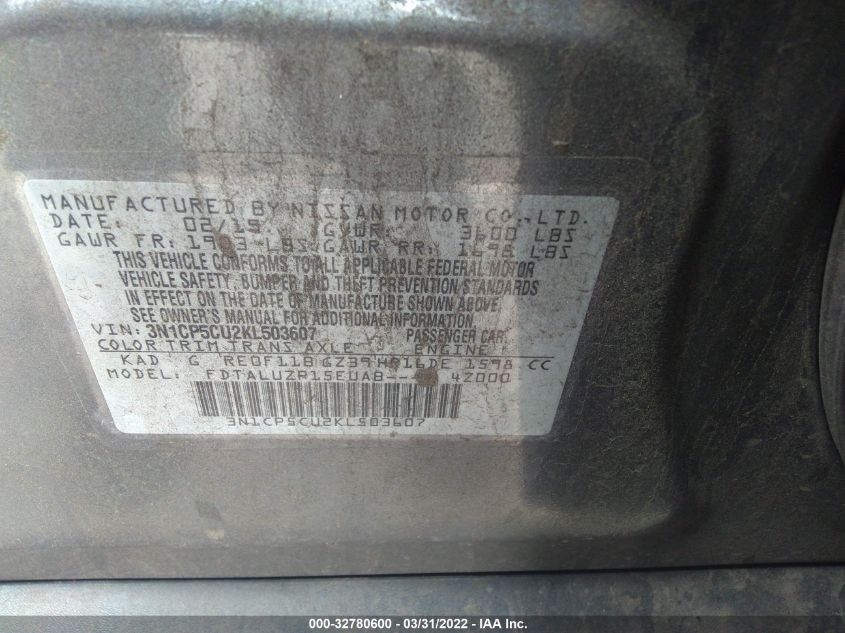 MANUFACTURED BY NISSAN MOTOR CO., LTD.
DATE: 02/19 GVWR: 3600 LBS
GAWR FR: LBS GAWR RR: 1698 LBS
THIS VEHICLE CONFORMS TO ALL APPLICABLE FEDERAL MOTOR
VEHICLE SAFETY, BUMPER AND THEFT PREVENTION STANDARDS
IN EFFECT ON THE DATE OF MANUFACTURE SHOWN ABOVE.
SEE OWNER'S MANUAL FOR ADDITIONAL INFORMATION.
VIN: 3N1CP5CU2KL503607 PASSENGER CAR
COLOR TRIM TRANS AXLE ENGINE
KAD G RE0F11B GZ39 HR16DE 1598 CC
MODEL: 4Z000
3N1CP5CU2KL503607
000-32780600 - 03/31/2022 - IAA Inc.